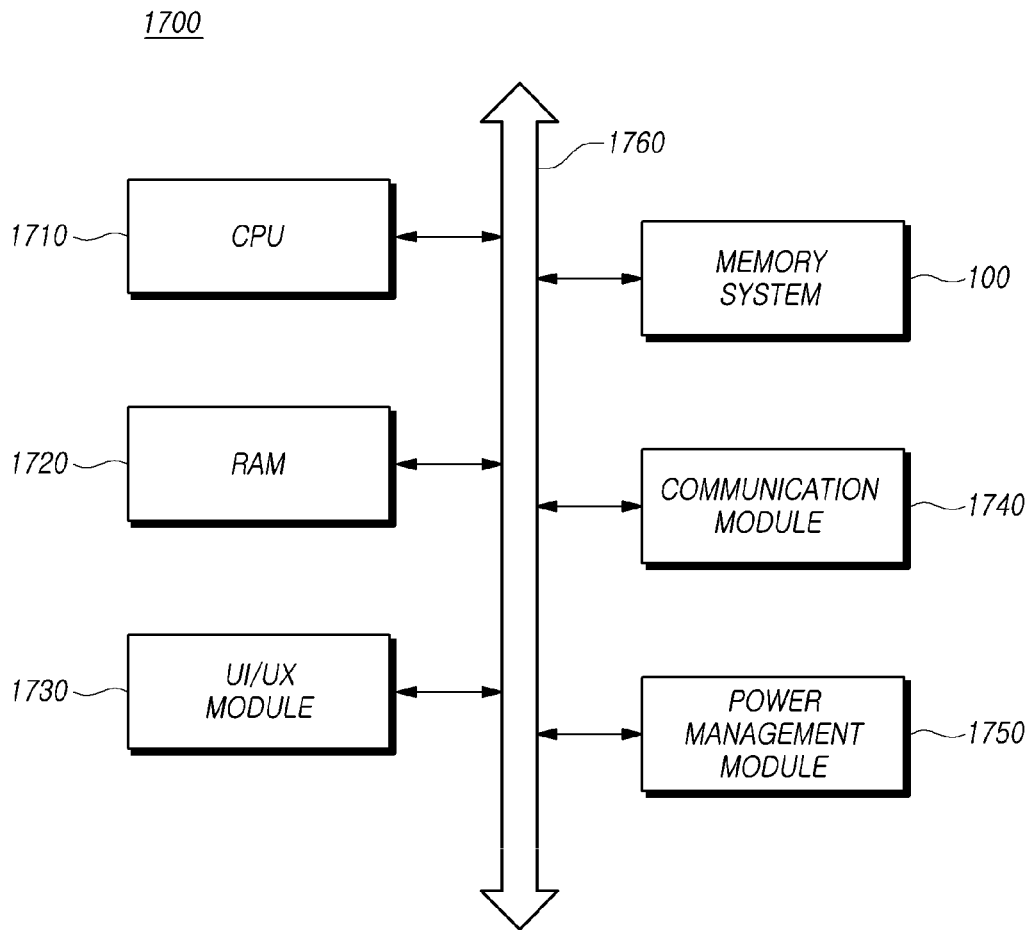 1700
1760
1710
CPU
MEMORY
SYSTEM
100
1720
RAM
COMMUNICATION
MODULE
1740
1730
UI/UX
MODULE
POWER
MANAGEMENT
MODULE
1750